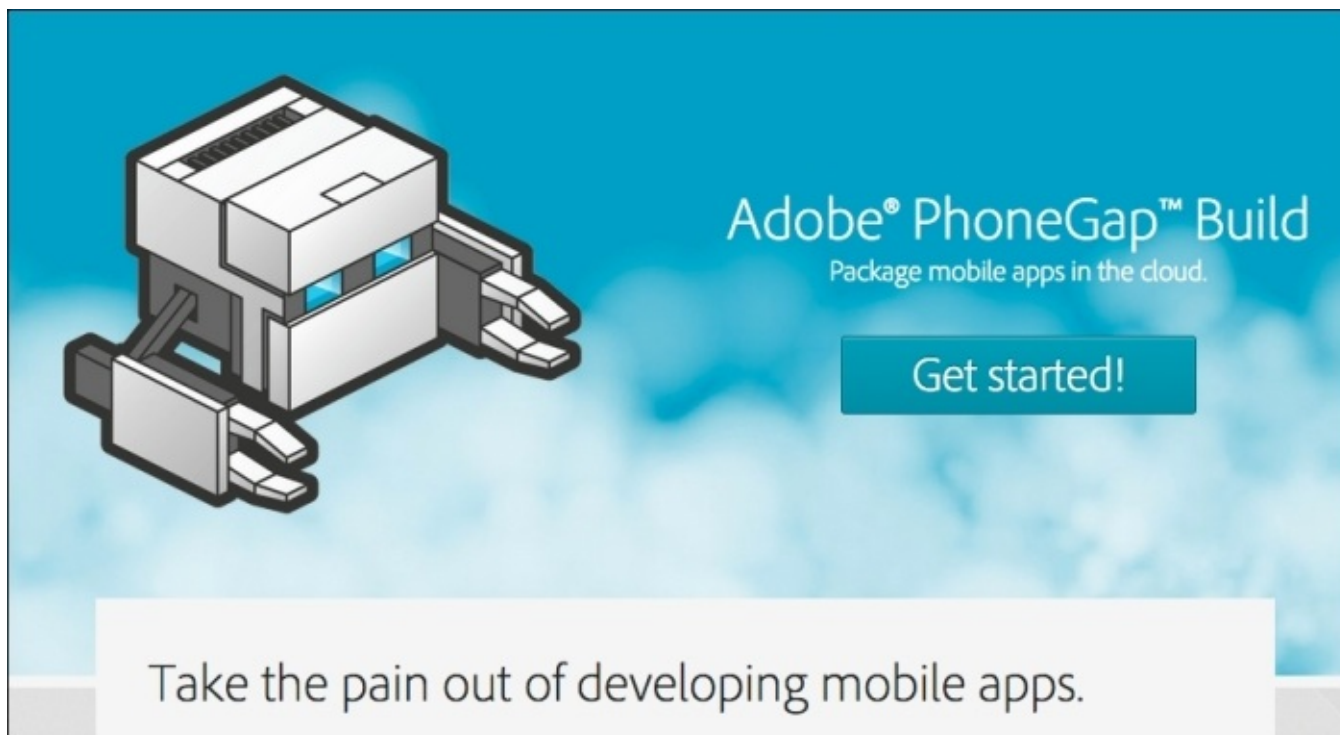 Adobe® PhoneGap™ Build
Package mobile apps in the cloud.
Get started!
Take the pain out of developing mobile apps.